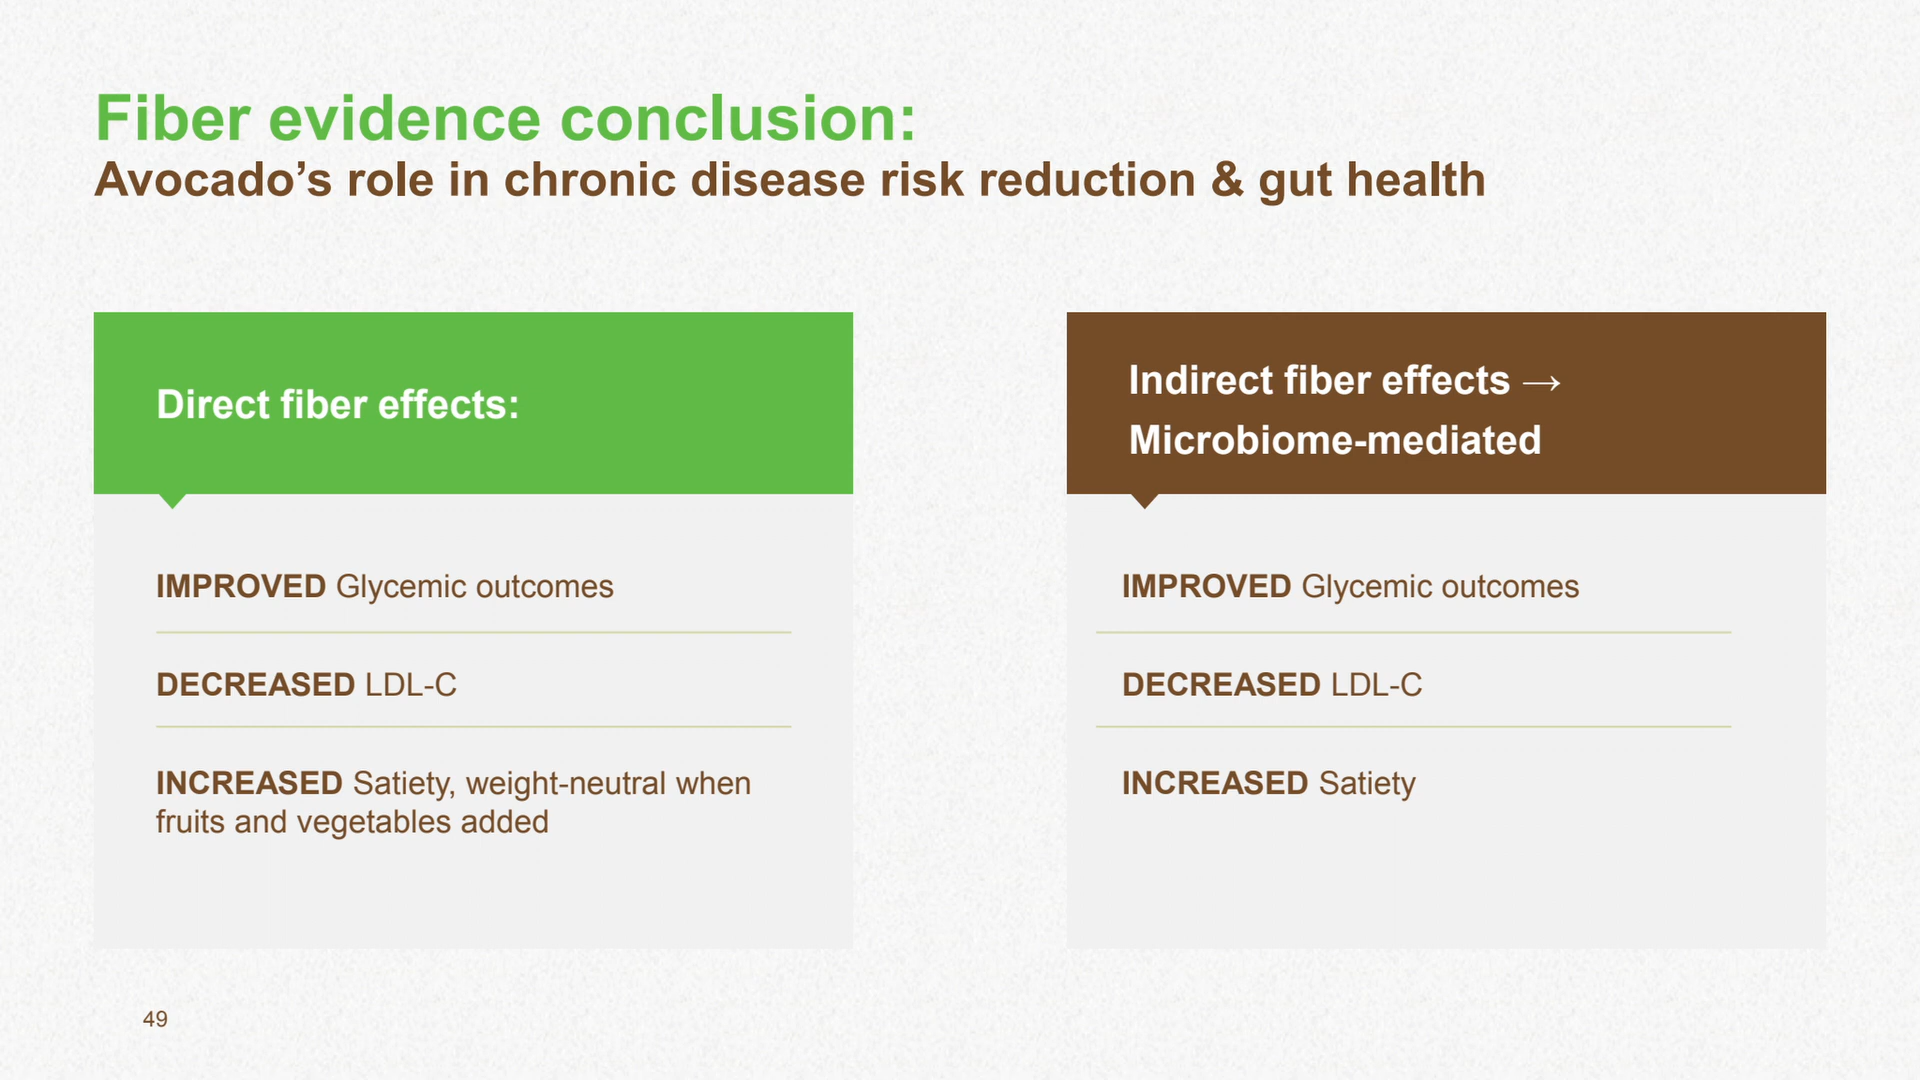 Fiber evidence conclusion:
Avocado’s role in chronic disease risk reduction & gut health
Direct fiber effects:
IMPROVED Glycemic outcomes
DECREASED LDL-C
INCREASED Satiety, weight-neutral when
fruits and vegetables added
Indirect fiber effects →
Microbiome-mediated
IMPROVED Glycemic outcomes
DECREASED LDL-C
INCREASED Satiety
49